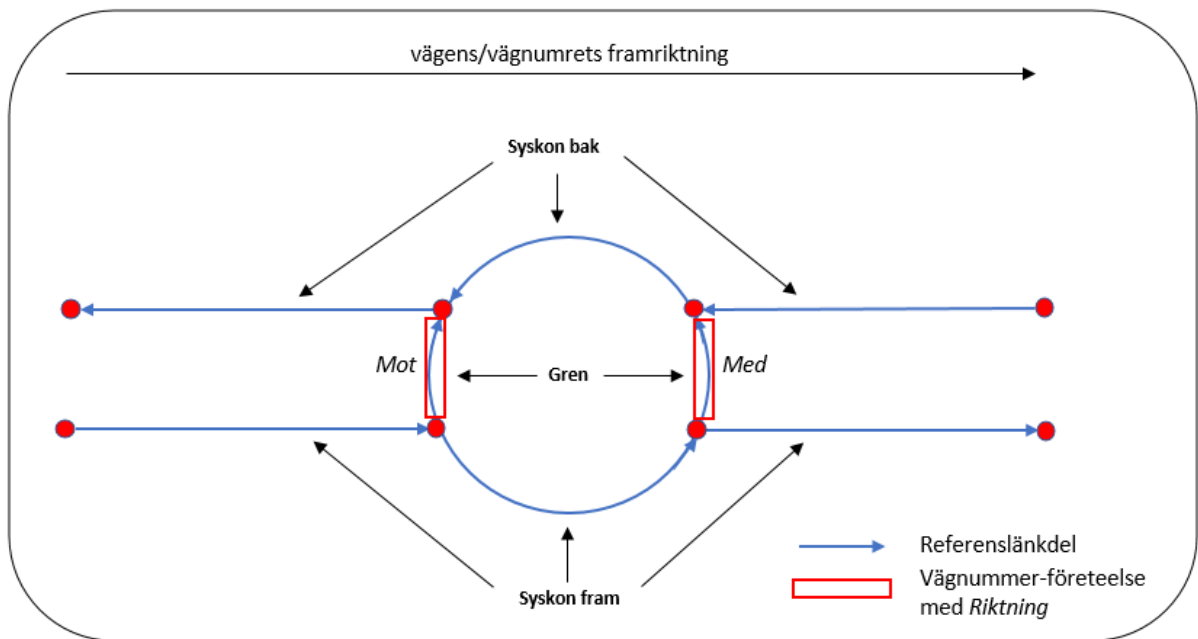 vägens/vägnumrets framriktning
Syskon bak
Mot
Gren
Med
Syskon fram
Referenslänkdel
Vägnummer-företeelse
med Riktning